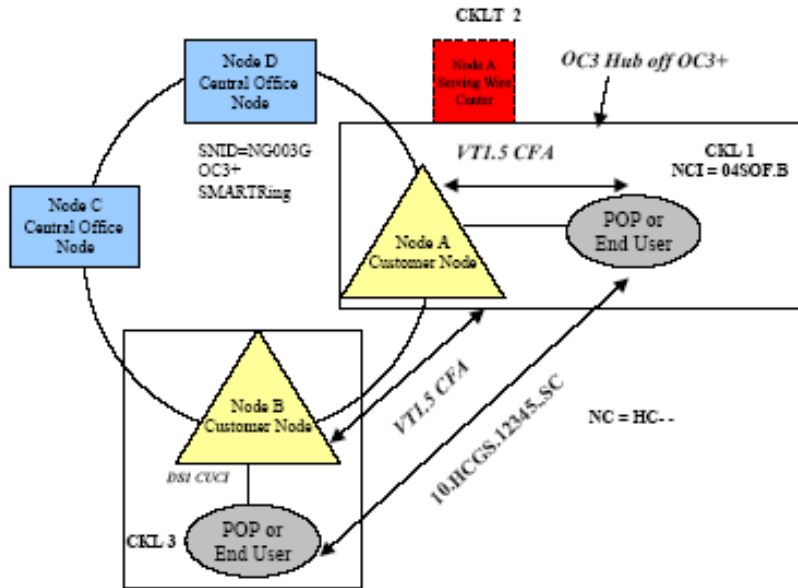 CKLT 2
Node D
Central Office
Node
Node A
Serving Wire
Center
OC3 Hub off OC3+
SNID=NG003G
OC3+
SMARTRing
VT1.5 CFA
CKL 1
NCI = 04SOF.B
Node C
Central Office
Node
Node A
Customer Node
POP or
End User
Node B
Customer Node
VT1.5 CFA
10.HCGS.12345..SC
NC = HC- -
DS1 CUCI
CKL 3
POP or
End User